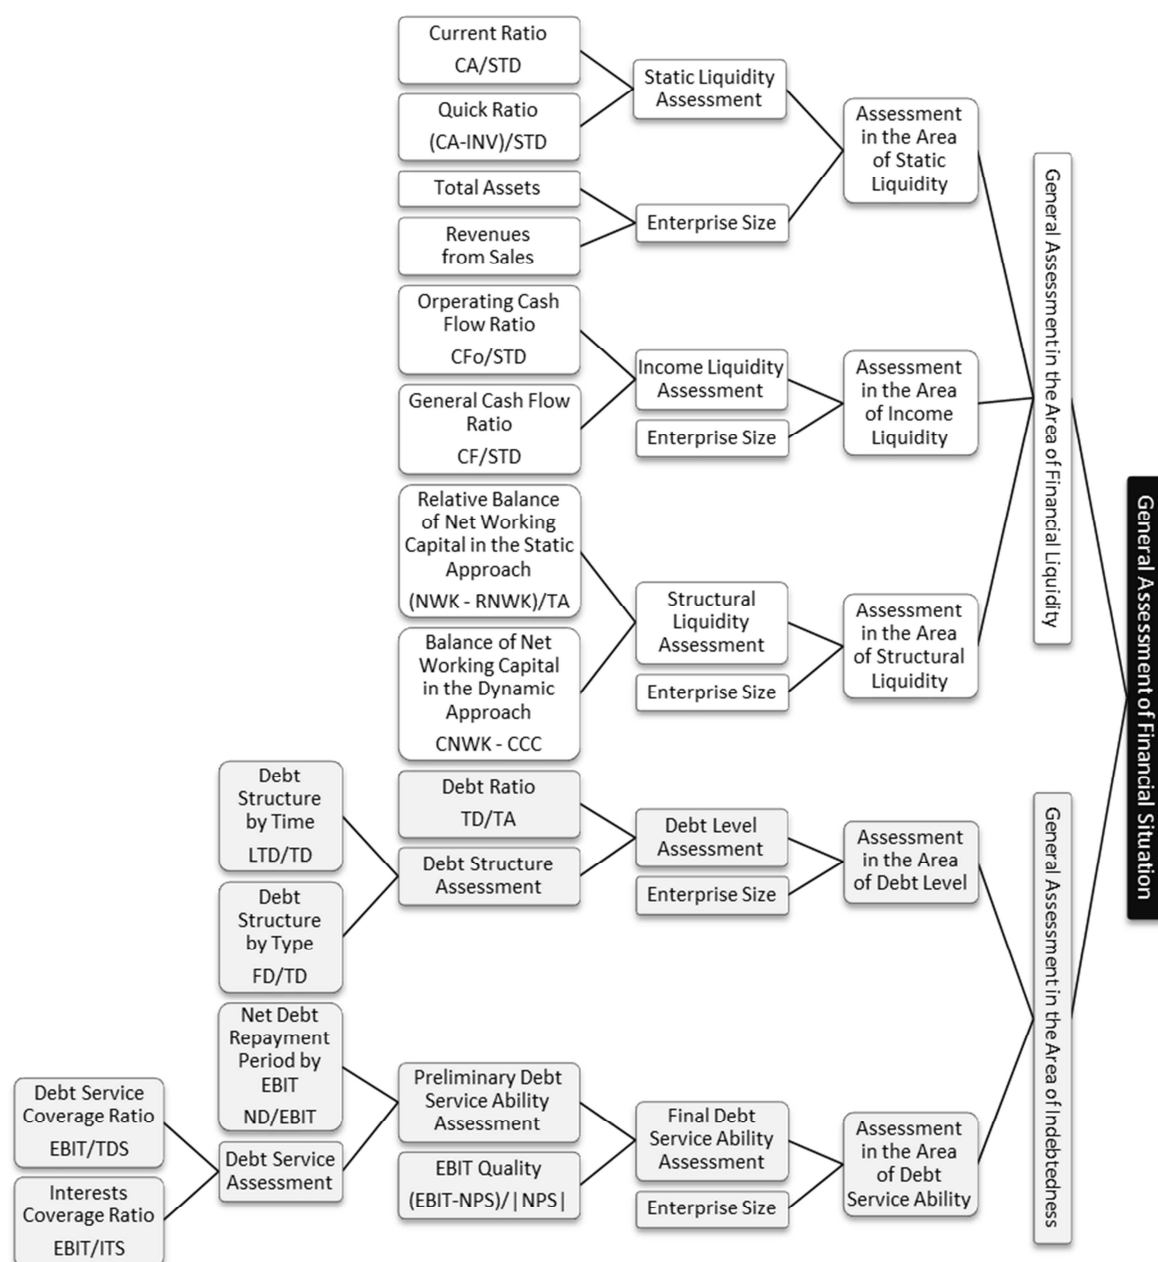 Current Ratio
CA/STD
Quick Ratio
(CA-INV)/STD
Total Assets
Revenues
from Sales
Static Liquidity
Assessment
Enterprise Size
Assessment
in the Area
of Static
Liquidity
Orperating Cash
Flow Ratio
CFo/STD
General Cash Flow
Ratio
CF/STD
Income Liquidity
Assessment
Enterprise Size
Assessment
in the Area
of Income
Liquidity
Relative Balance
of Net Working
Capital in the Static
Approach
(NWK - RNWK)/TA
Balance of Net
Working Capital
in the Dynamic
Approach
CNWK - CCC
Structural
Liquidity
Assessment
Enterprise Size
Assessment
in the Area
of Structural
Liquidity
General Assessment in the Area of Financial Liquidity
Debt
Structure
by Time
LTD/TD
Debt
Structure
by Type
FD/TD
Debt Ratio
TD/TA
Debt Structure
Assessment
Debt Level
Assessment
Enterprise Size
Assessment
in the Area
of Debt Level
Debt Service
Coverage Ratio
EBIT/TDS
Interests
Coverage Ratio
EBIT/ITS
Net Debt
Repayment
Period by
EBIT
ND/EBIT
Debt Service
Assessment
Preliminary Debt
Service Ability
Assessment
EBIT Quality
(EBIT-NPS)/|NPS|
Final Debt
Service Ability
Assessment
Enterprise Size
Assessment
in the Area
of Debt
Service Ability
General Assessment in the Area of Indebtedness
General Assessment of Financial Situation